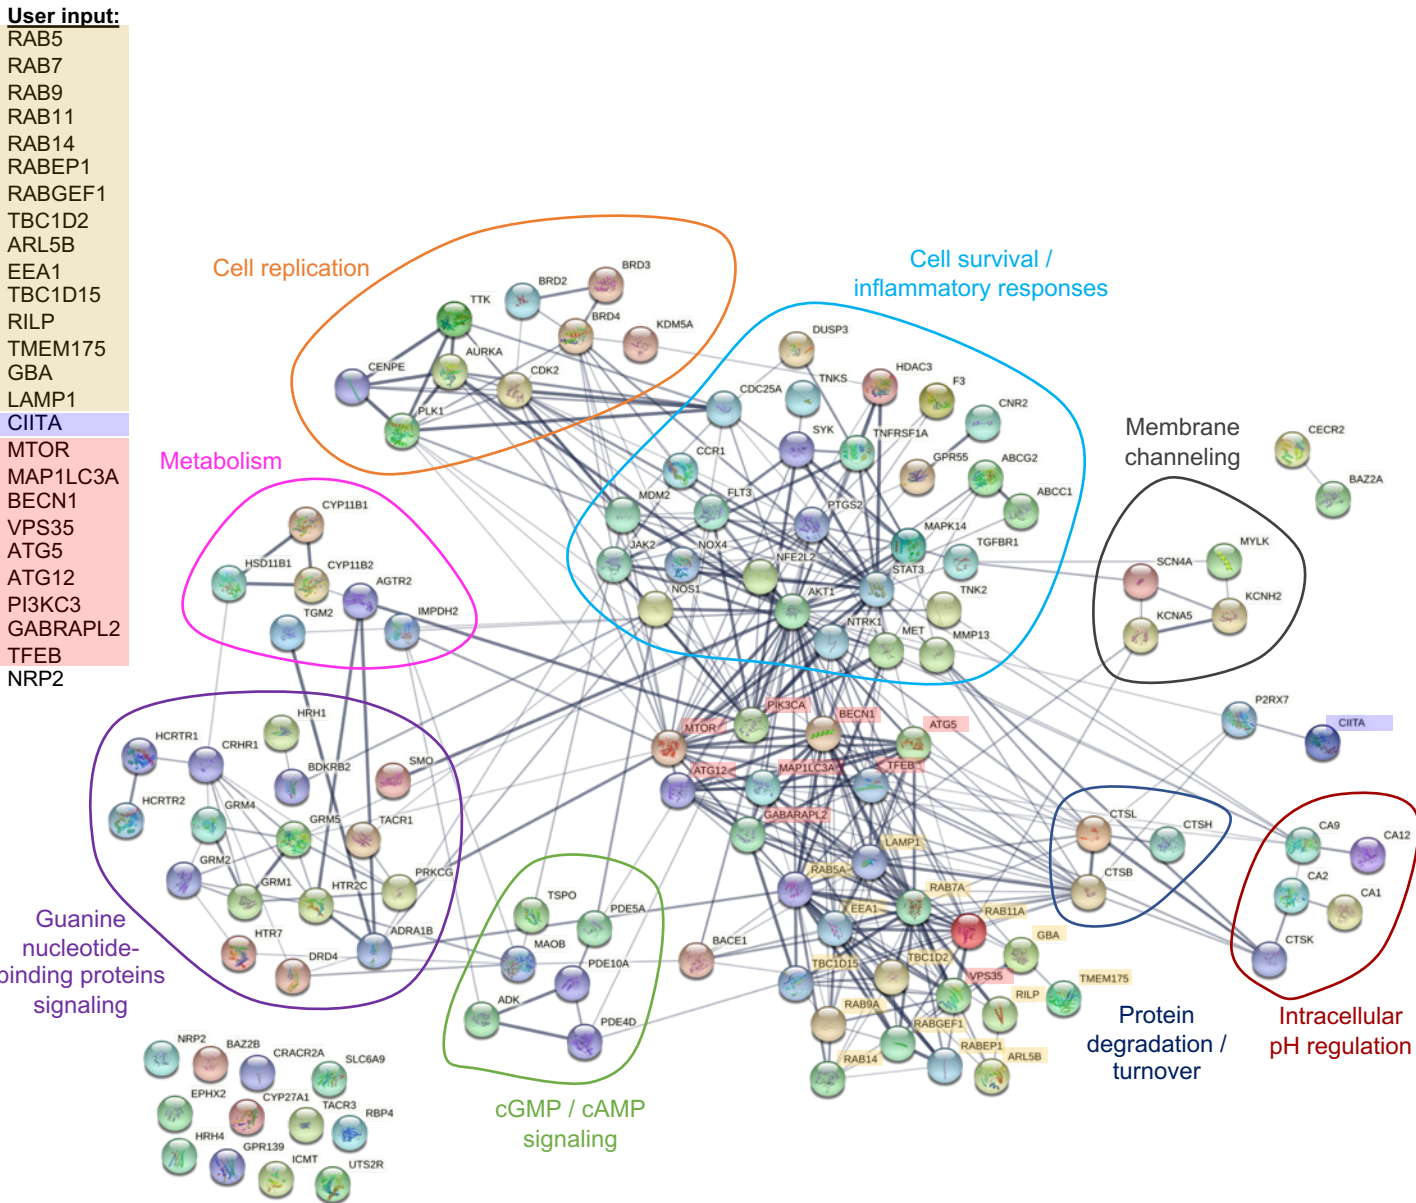 User input:
RAB5
RAB7
RAB9
RAB11
RAB14
RABEP1
RABGEF1
TBC1D2
ARL5B
EEA1
TBC1D15
RILP
TMEM175
GBA
LAMP1
CIITA
MTOR
MAP1LC3A
BECN1
VPS35
ATG5
ATG12
PI3KC3
GABRAPL2
TFEB
NRP2
Cell replication
BRD3
BRD2
TTK
BRD4
KDM5A
AURKA
CENPE
CDK2
PLK1
Cell survival /
inflammatory responses
DUSP3
HDAC3
TNKS
F3
CDC25A
CNR2
SYK
TNFRSF1A
CCR1
GPR55
ABCG2
MDM2
FLT3
ABCC1
PTGS2
MAPK14
JAK2
NOX4
NFE2L2
TGFBR1
STAT3
NOS1
AKT1
TNK2
NTRK1
MET
MMP13
Membrane
channeling
SCN4A
MYLK
KCNA5
KCNH2
CECR2
BAZ2A
Metabolism
CYP11B1
HSD11B1
CYP11B2
AGTR2
TGM2
IMPDH2
P2RX7
CIITA
PIK3CA
BECN1
MTOR
ATG5
ATG12
MAP1LC3A
TFEB
GABARAPL2
LAMP1
RAB5A
RAB7A
EEA1
RAB11A
GBA
TBC1D15
TBC1D2
VPS35
TMEM175
RILP
RAB9A
RABGEF1
RABEP1
ARL5B
RAB14
BACE1
HRH1
HCRTR1
CRHR1
BDKRB2
SMO
HCRTR2
GRM4
GRM5
TACR1
GRM2
GRM1
HTR2C
PRKCG
HTR7
DRD4
ADRA1B
Guanine
nucleotide-
binding proteins
signaling
TSPO
PDE5A
MAOB
PDE10A
ADK
PDE4D
cGMP / cAMP
signaling
CTSL
CTSH
CTSB
Protein
degradation /
turnover
CA9
CA12
CA2
CA1
CTSK
Intracellular
pH regulation
NRP2
BAZ2B
CRACR2A
SLC6A9
EPHX2
CYP27A1
TACR3
RBP4
HRH4
GPR139
ICMT
UTS2R